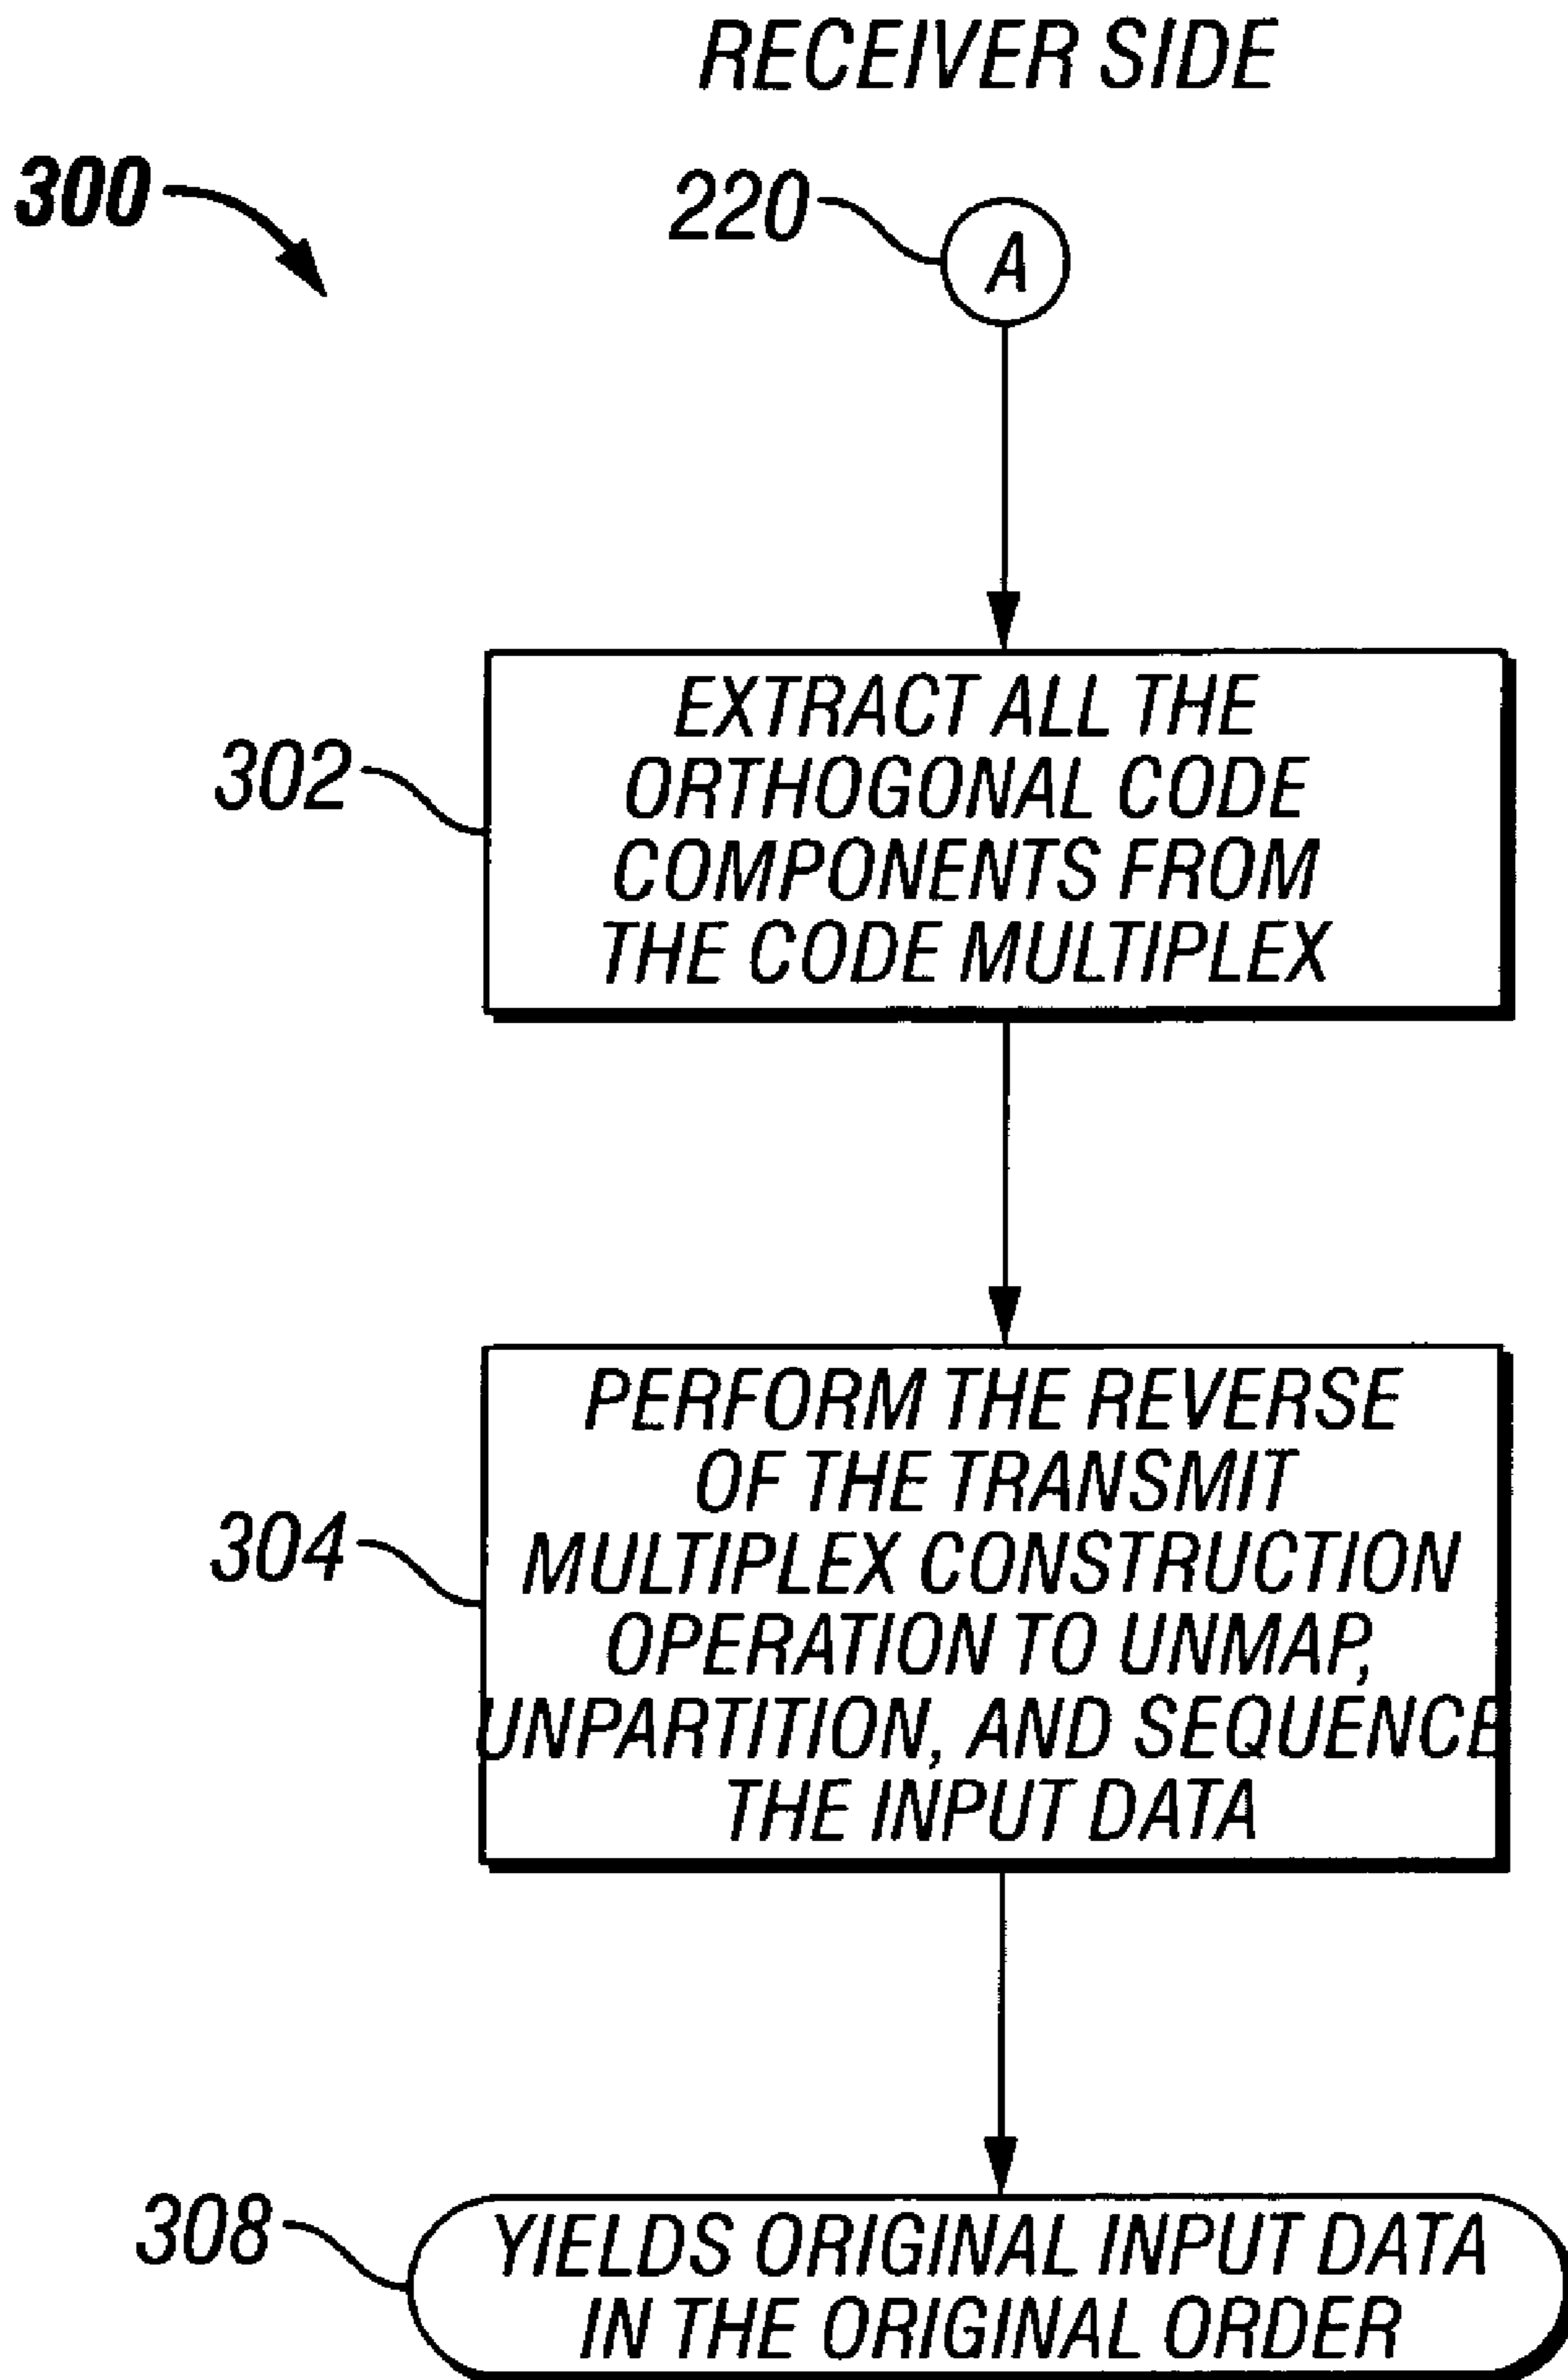 RECEIVER SIDE
300
220
A
302
EXTRACT ALL THE
ORTHOGONAL CODE
COMPONENTS FROM
THE CODE MULTIPLEX
304
PERFORM THE REVERSE
OF THE TRANSMIT
MULTIPLEX CONSTRUCTION
OPERATION TO UNMAP,
UNPARTITION, AND SEQUENCE
THE INPUT DATA
308
YIELDS ORIGINAL INPUT DATA
IN THE ORIGINAL ORDER